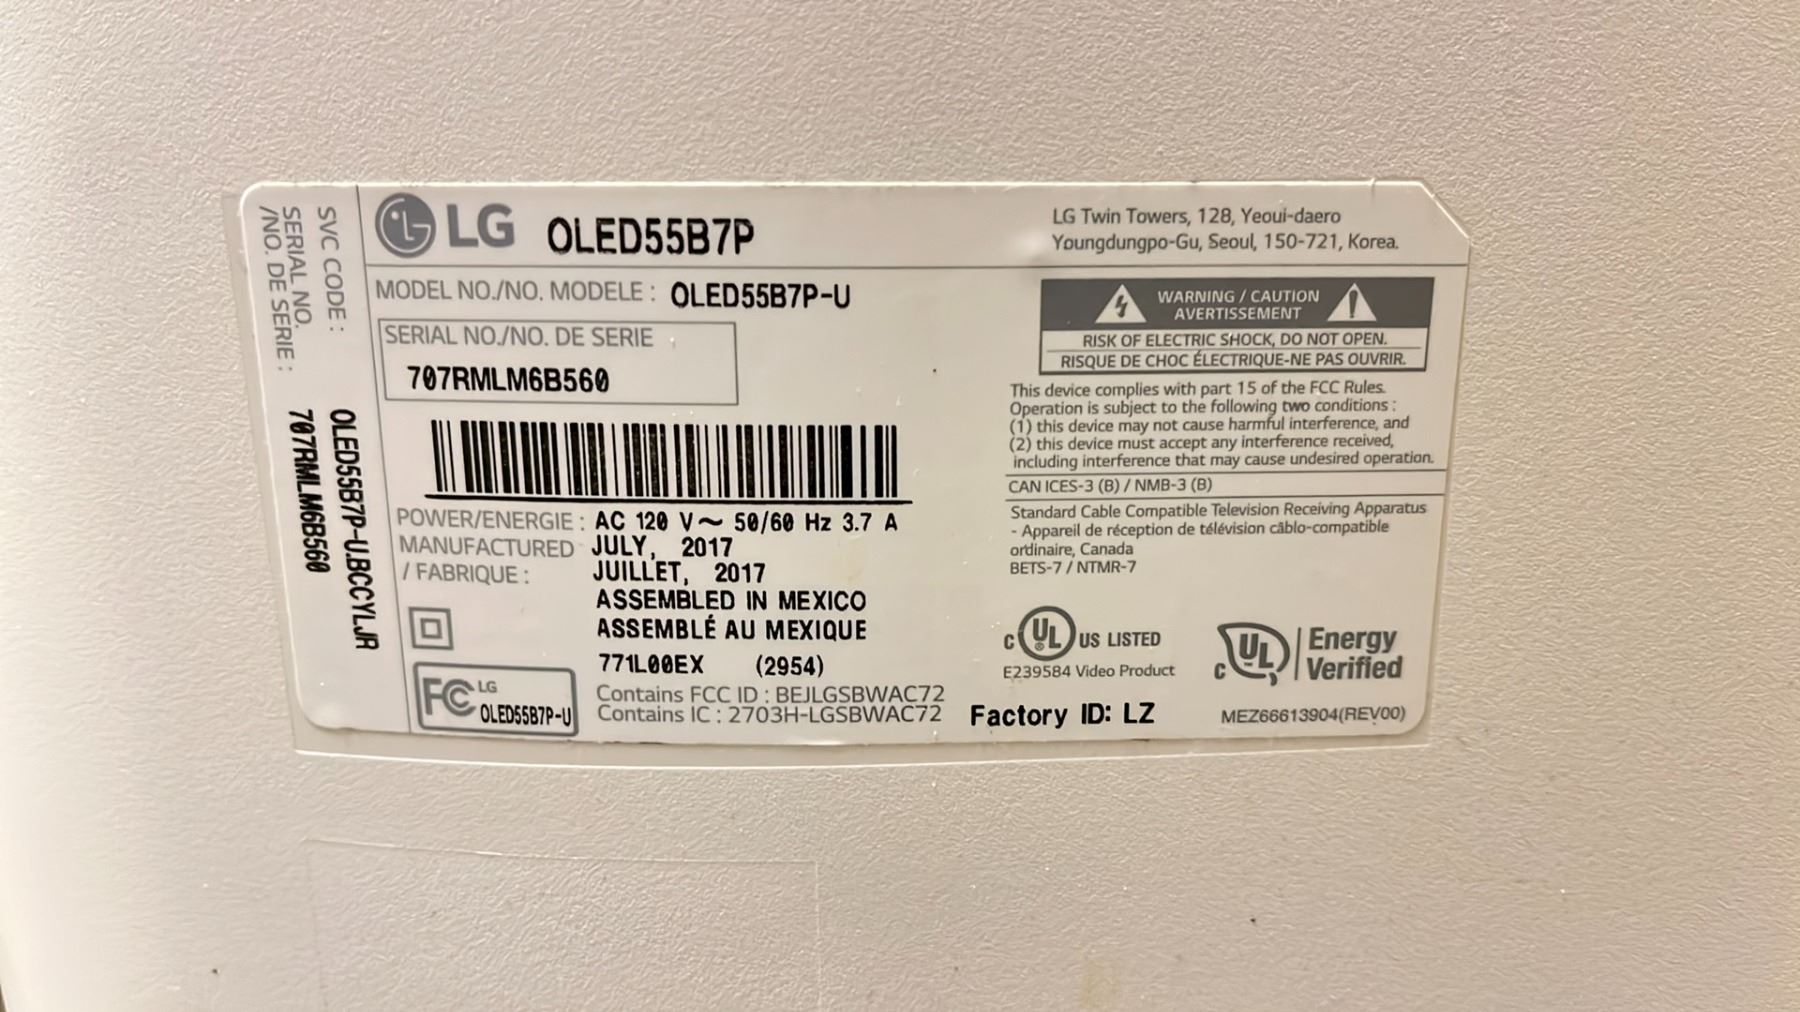 SVC CODE : OLED55B7P-U.BCCYLJR
SERIAL NO. 707RMLM6B560
/NO. DE SERIE :
LG OLED55B7P
MODEL NO./NO. MODELE : OLED55B7P-U
SERIAL NO./NO. DE SERIE
707RMLM6B560
POWER/ENERGIE : AC 120 V~ 50/60 Hz 3.7 A
MANUFACTURED JULY, 2017
/ FABRIQUE : JUILLET, 2017
ASSEMBLED IN MEXICO
ASSEMBLÉ AU MEXIQUE
771L00EX (2954)
FC LG
OLED55B7P-U
Contains FCC ID : BEJLGSBWAC72
Contains IC : 2703H-LGSBWAC72
LG Twin Towers, 128, Yeoui-daero
Youngdungpo-Gu, Seoul, 150-721, Korea.
WARNING / CAUTION
AVERTISSEMENT
RISK OF ELECTRIC SHOCK, DO NOT OPEN.
RISQUE DE CHOC ÉLECTRIQUE-NE PAS OUVRIR.
This device complies with part 15 of the FCC Rules.
Operation is subject to the following two conditions :
(1) this device may not cause harmful interference, and
(2) this device must accept any interference received,
including interference that may cause undesired operation.
CAN ICES-3 (B) / NMB-3 (B)
Standard Cable Compatible Television Receiving Apparatus
- Appareil de réception de télévision câblo-compatible
ordinaire, Canada
BETS-7 / NTMR-7
C UL ® US LISTED
E239584 Video Product
C UL ™ Energy
Verified
Factory ID: LZ
MEZ66613904(REV00)